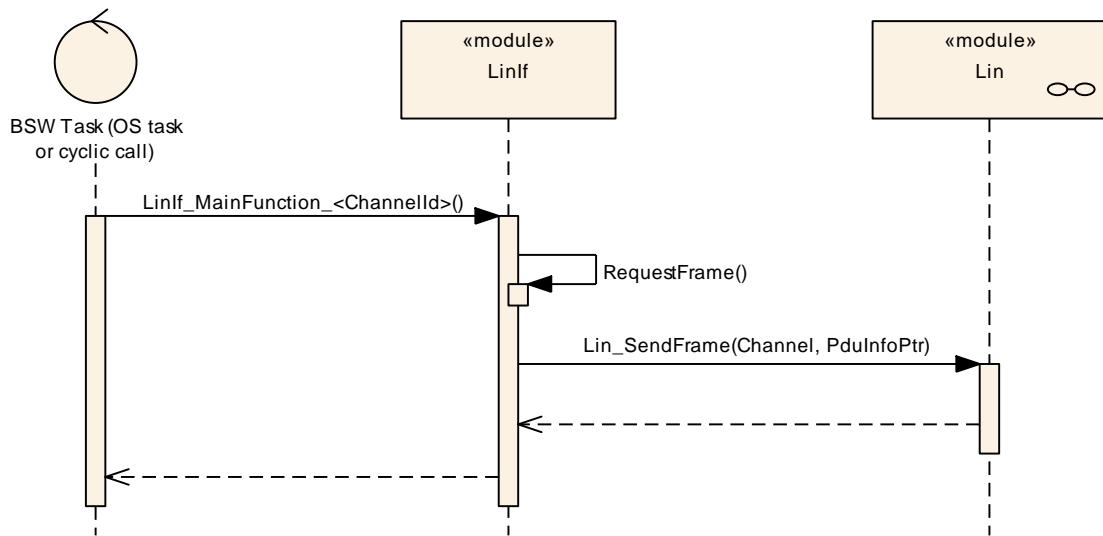 «module»
LinIf
«module»
Lin
BSW Task (OS task
or cyclic call)
LinIf_MainFunction_<ChannelId>()
RequestFrame()
Lin_SendFrame(Channel, PduInfoPtr)